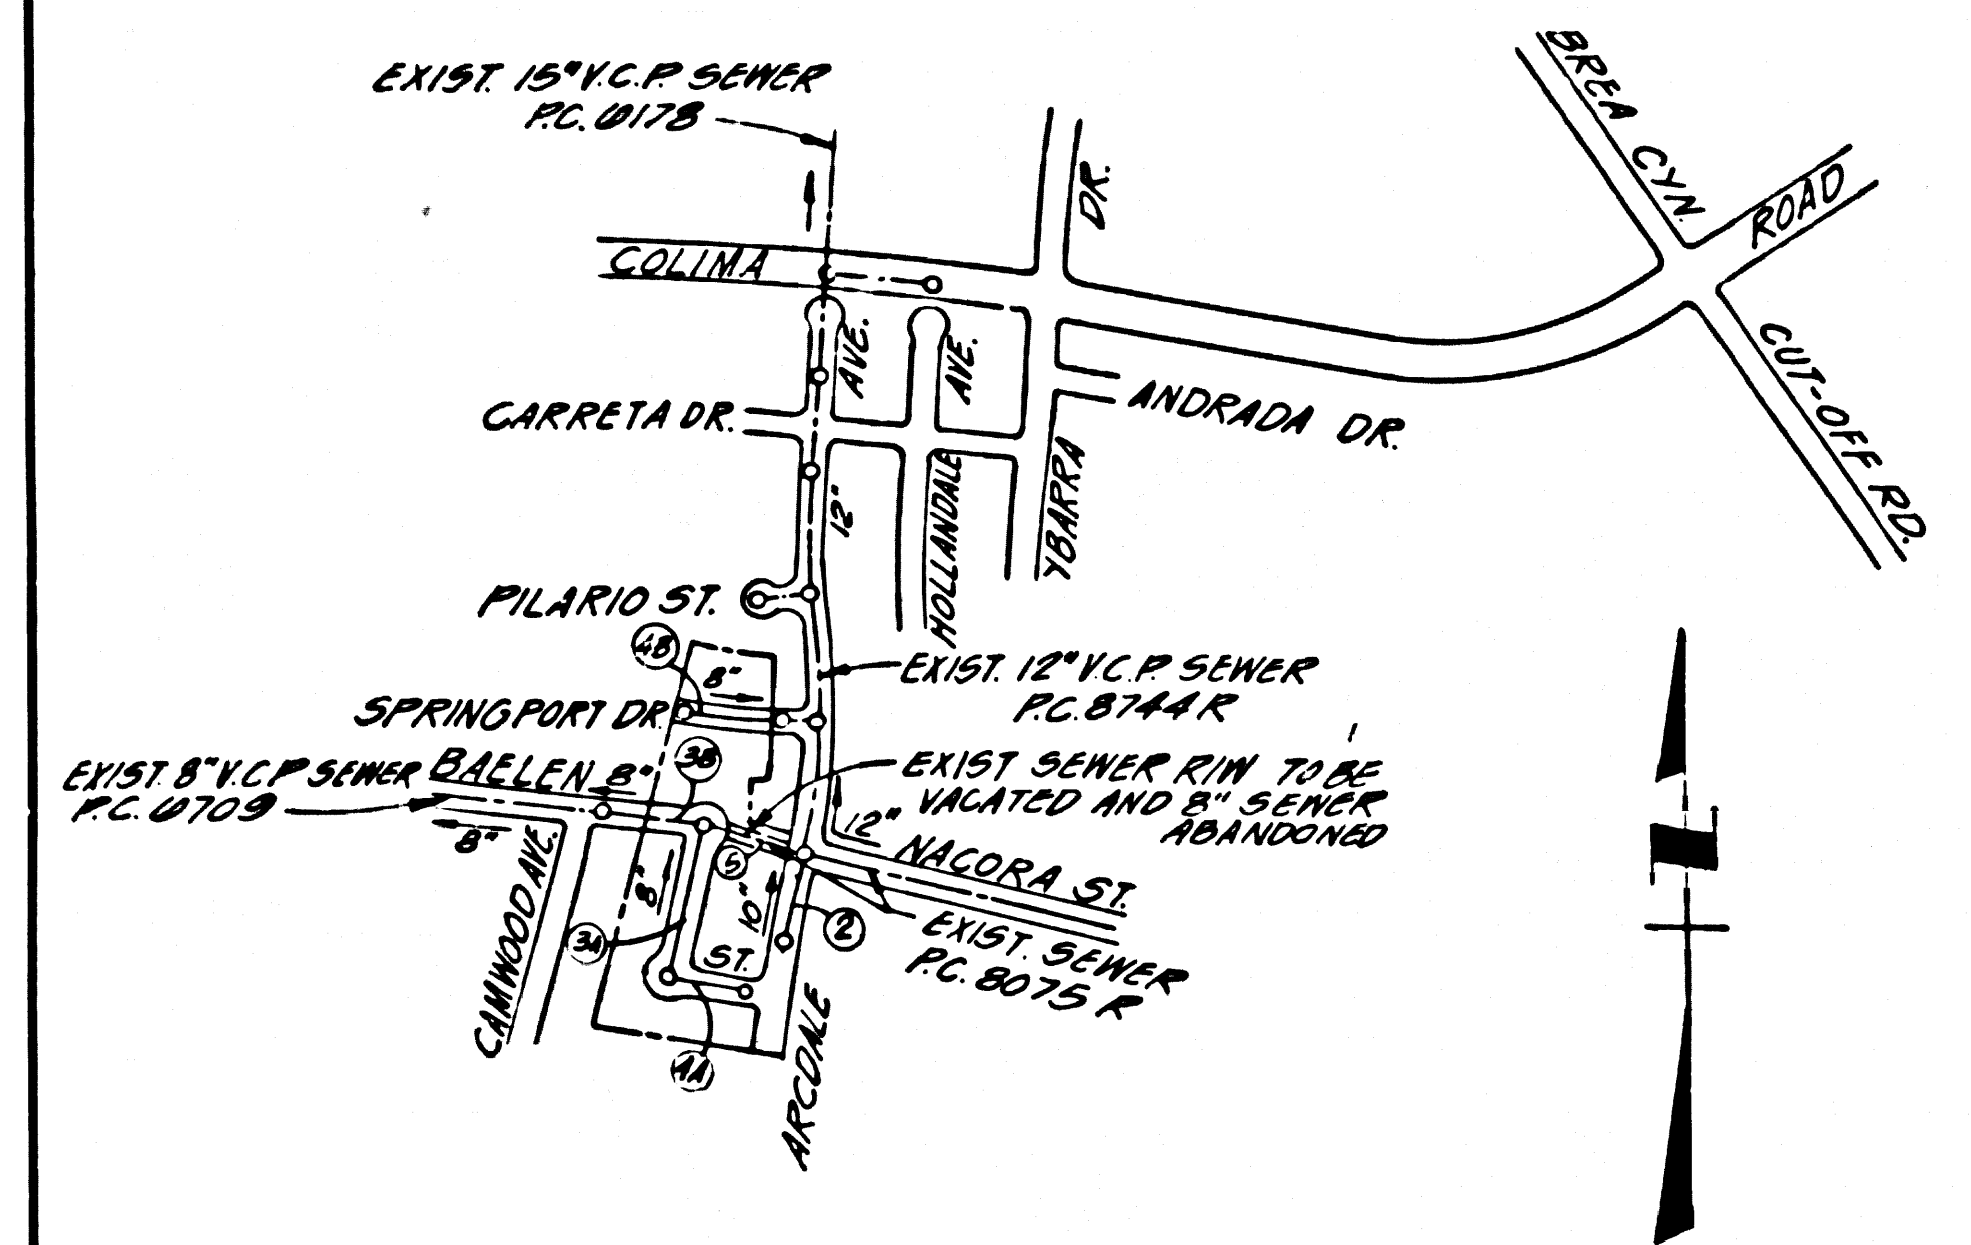 EXIST. 15" V.C.P. SEWER
P.C. 6178
BREA CYN.
ROAD
DR.
COLIMA
AVE.
AVE.
CUT-OFF RD.
CARRETA DR.
ANDRADA DR.
12"
HOLLANDALE
YBARRA
PILARIO ST.
4B
8"
EXIST. 12" V.C.P. SEWER
P.C. 8744 R
SPRINGPORT DR.
3B
EXIST SEWER R/W TO BE
VACATED AND 8" SEWER
ABANDONED
EXIST. 8" V.C.P SEWER
P.C. 6709
BAELEN
8"
8"
12"
NACORA ST.
5
CAMWOOD AVE.
8"
10"
2
3A
ST.
EXIST. SEWER
P.C. 8075 R
4A
ARCDALE
N